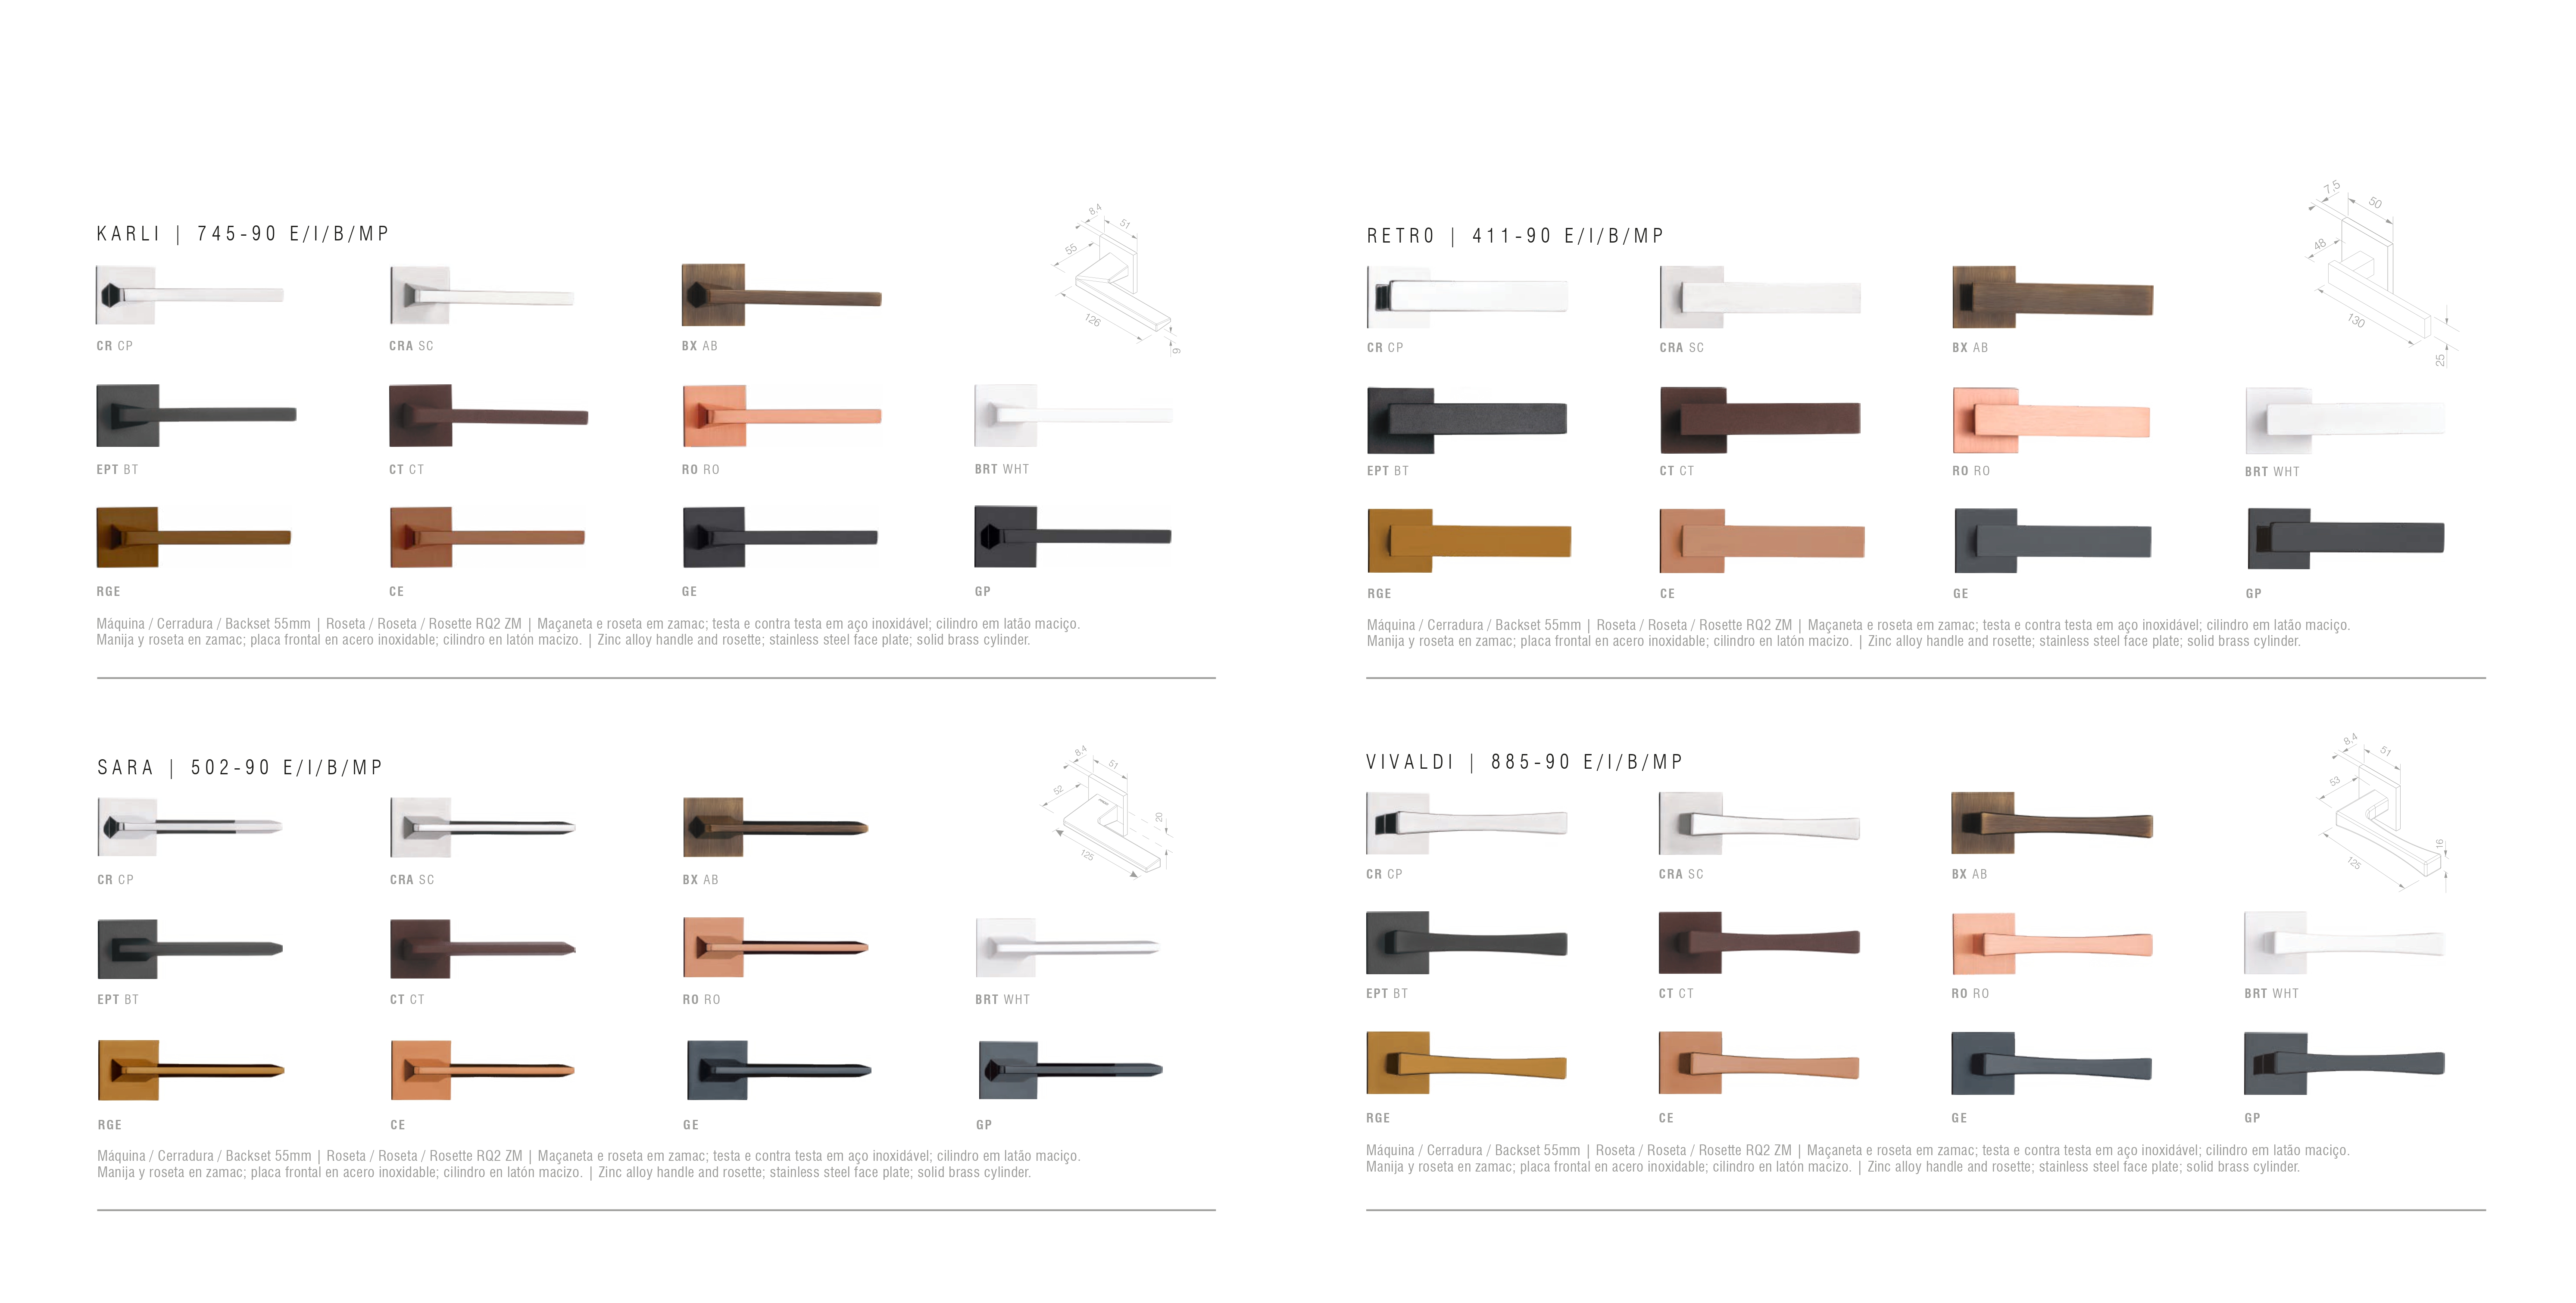 KARLI | 745-90 E/I/B/MP
8,4
51
55
126
9
CR CP
CRA SC
BX AB
EPT BT
CT CT
RO RO
BRT WHT
RGE
CE
GE
GP
Máquina / Cerradura / Backset 55mm | Roseta / Roseta / Rosette RQ2 ZM | Maçaneta e roseta em zamac; testa e contra testa em aço inoxidável; cilindro em latão maciço.
Manija y roseta en zamac; placa frontal en acero inoxidable; cilindro en latón macizo. | Zinc alloy handle and rosette; stainless steel face plate; solid brass cylinder.
SARA | 502-90 E/I/B/MP
8,4
51
52
20
125
CR CP
CRA SC
BX AB
EPT BT
CT CT
RO RO
BRT WHT
RGE
CE
GE
GP
Máquina / Cerradura / Backset 55mm | Roseta / Roseta / Rosette RQ2 ZM | Maçaneta e roseta em zamac; testa e contra testa em aço inoxidável; cilindro em latão maciço.
Manija y roseta en zamac; placa frontal en acero inoxidable; cilindro en latón macizo. | Zinc alloy handle and rosette; stainless steel face plate; solid brass cylinder.
RETRO | 411-90 E/I/B/MP
7,5
50
48
130
25
CR CP
CRA SC
BX AB
EPT BT
CT CT
RO RO
BRT WHT
RGE
CE
GE
GP
Máquina / Cerradura / Backset 55mm | Roseta / Roseta / Rosette RQ2 ZM | Maçaneta e roseta em zamac; testa e contra testa em aço inoxidável; cilindro em latão maciço.
Manija y roseta en zamac; placa frontal en acero inoxidable; cilindro en latón macizo. | Zinc alloy handle and rosette; stainless steel face plate; solid brass cylinder.
VIVALDI | 885-90 E/I/B/MP
8,4
51
53
16
125
CR CP
CRA SC
BX AB
EPT BT
CT CT
RO RO
BRT WHT
RGE
CE
GE
GP
Máquina / Cerradura / Backset 55mm | Roseta / Roseta / Rosette RQ2 ZM | Maçaneta e roseta em zamac; testa e contra testa em aço inoxidável; cilindro em latão maciço.
Manija y roseta en zamac; placa frontal en acero inoxidable; cilindro en latón macizo. | Zinc alloy handle and rosette; stainless steel face plate; solid brass cylinder.